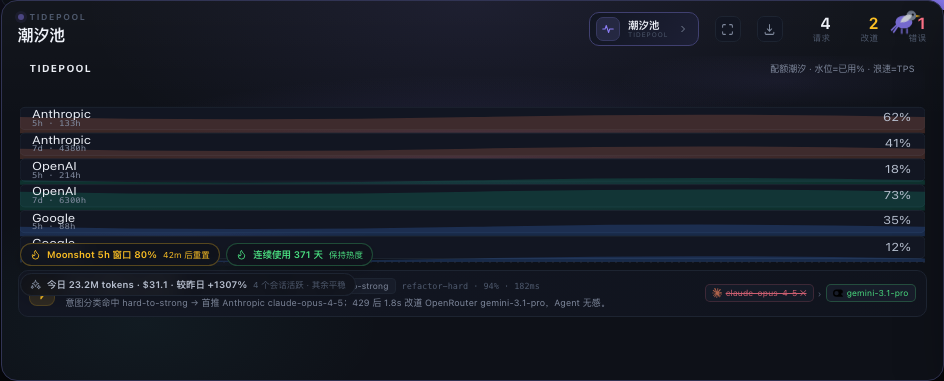 TIDEPOOL
潮汐池
潮汐池
TIDEPOOL
4
请求
2
改道
1
错误
TIDEPOOL
配额潮汐 · 水位=已用% · 浪速=TPS
Anthropic
5h · 133h
62%
Anthropic
7d · 4380h
41%
OpenAI
5h · 214h
18%
OpenAI
7d · 6300h
73%
Google
5h · 88h
35%
Google
12%
Moonshot 5h 窗口 80% 42m 后重置
连续使用 371 天 保持热度
今日 23.2M tokens · $31.1 · 较昨日 +1307% 4 个会话活跃 · 其余平稳
o-strong refactor-hard · 94% · 182ms
意图分类命中 hard-to-strong → 首推 Anthropic claude-opus-4-5；429 后 1.8s 改道 OpenRouter gemini-3.1-pro，Agent 无感。
claude-opus-4-5 ✕ › gemini-3.1-pro